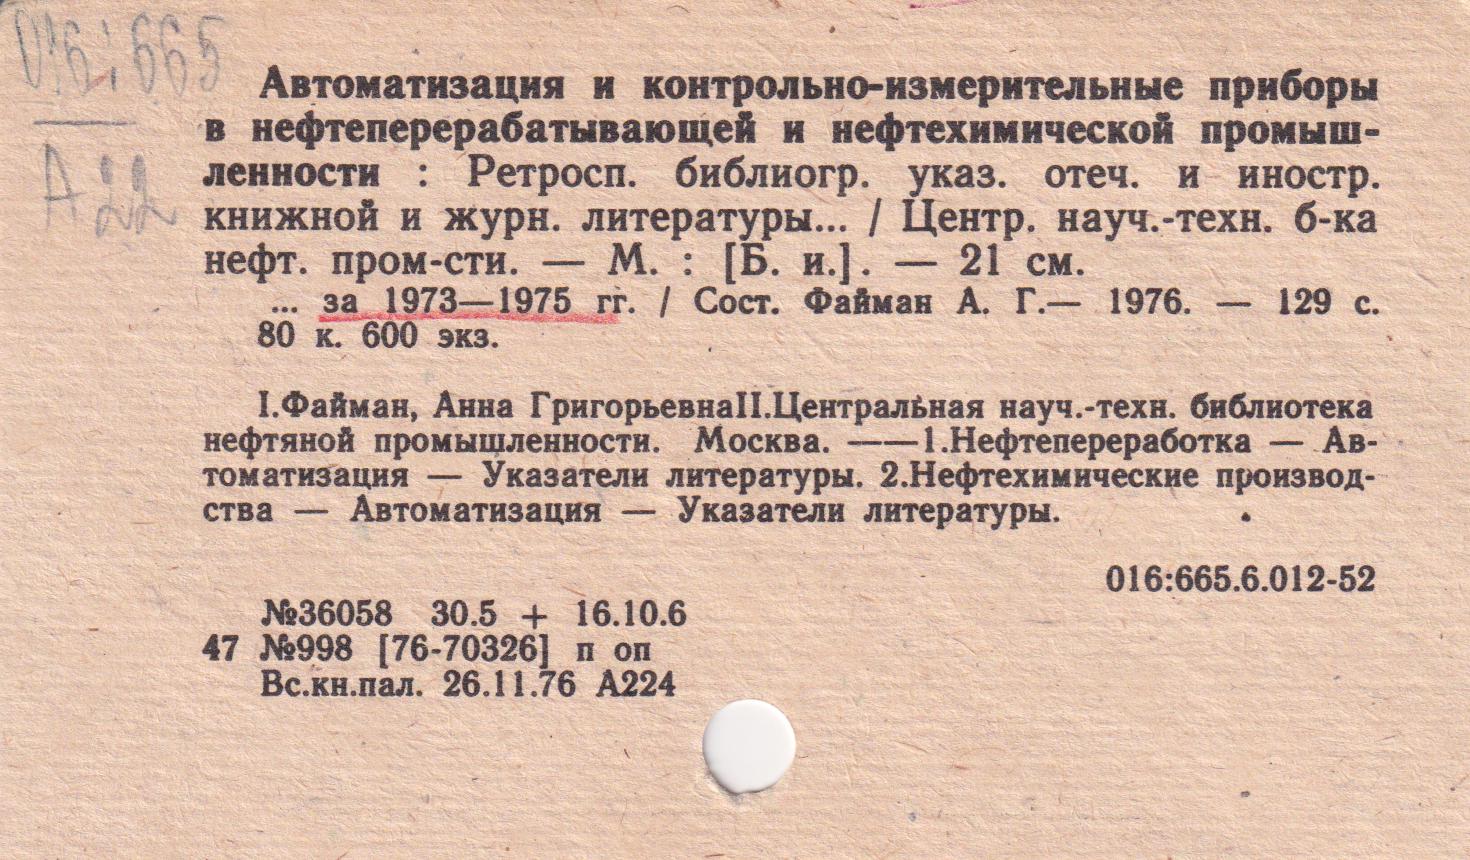 016:665
А22
Автоматизация и контрольно-измерительные приборы
в нефтеперерабатывающей и нефтехимической промыш-
ленности : Ретросп. библиогр. указ. отеч. и иностр.
книжной и журн. литературы... / Центр. науч.-техн. б-ка
нефт. пром-сти. — М. : [Б. и.]. — 21 см.
... за 1973—1975 гг. / Сост. Файман А. Г.— 1976. — 129 с.
80 к. 600 экз.
I.Файман, Анна ГригорьевнаII.Центральная науч.-техн. библиотека
нефтяной промышленности. Москва. ——1.Нефтепереработка — Ав-
томатизация — Указатели литературы. 2.Нефтехимические производ-
ства — Автоматизация — Указатели литературы.
016:665.6.012-52
№36058 30.5 + 16.10.6
47 №998 [76-70326] п оп
Вс.кн.пал. 26.11.76 А224